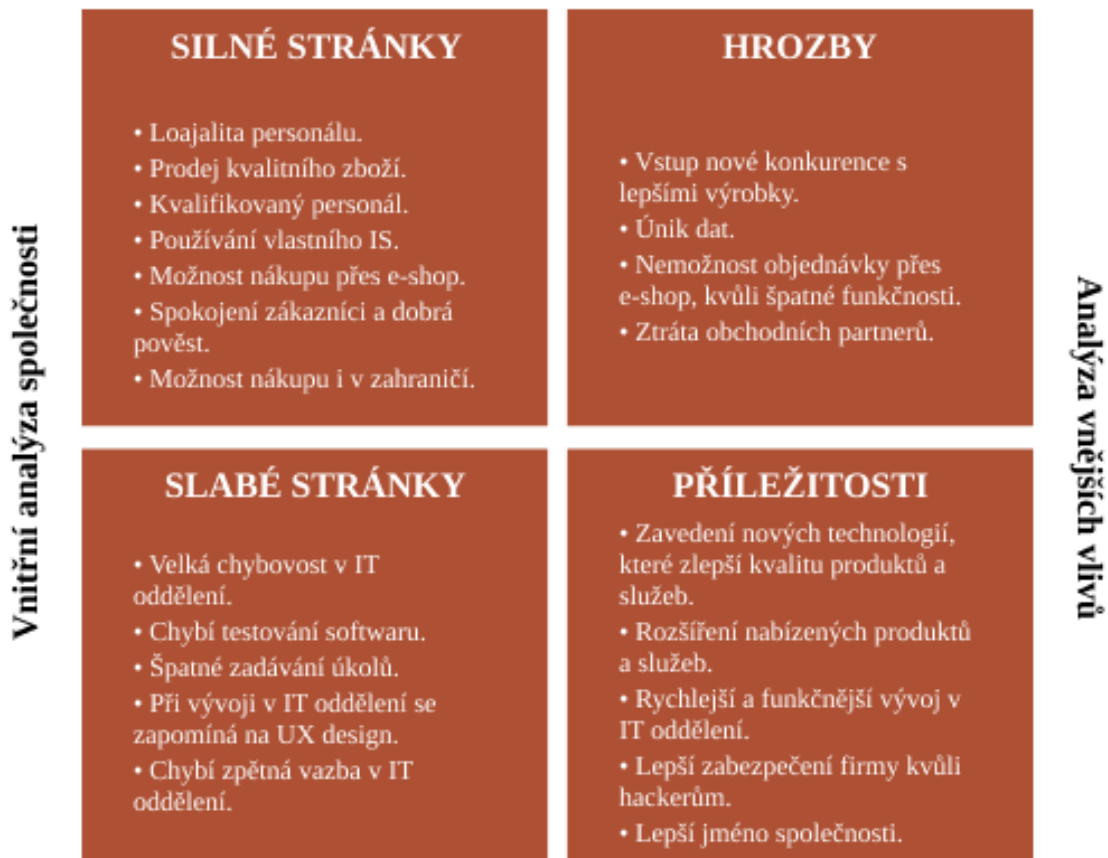 Vnitřní analýza společnosti
SILNÉ STRÁNKY
• Loajalita personálu.
• Prodej kvalitního zboží.
• Kvalifikovaný personál.
• Používání vlastního IS.
• Možnost nákupu přes e-shop.
• Spokojení zákazníci a dobrá
pověst.
• Možnost nákupu i v zahraničí.
HROZBY
• Vstup nové konkurence s
lepšími výrobky.
• Únik dat.
• Nemožnost objednávky přes
e-shop, kvůli špatné funkčnosti.
• Ztráta obchodních partnerů.
SLABÉ STRÁNKY
• Velká chybovost v IT
oddělení.
• Chybí testování softwaru.
• Špatné zadávání úkolů.
• Při vývoji v IT oddělení se
zapomíná na UX design.
• Chybí zpětná vazba v IT
oddělení.
PŘÍLEŽITOSTI
• Zavedení nových technologií,
které zlepší kvalitu produktů a
služeb.
• Rozšíření nabízených produktů
a služeb.
• Rychlejší a funkčnější vývoj v
IT oddělení.
• Lepší zabezpečení firmy kvůli
hackerům.
• Lepší jméno společnosti.
Analýza vnějších vlivů